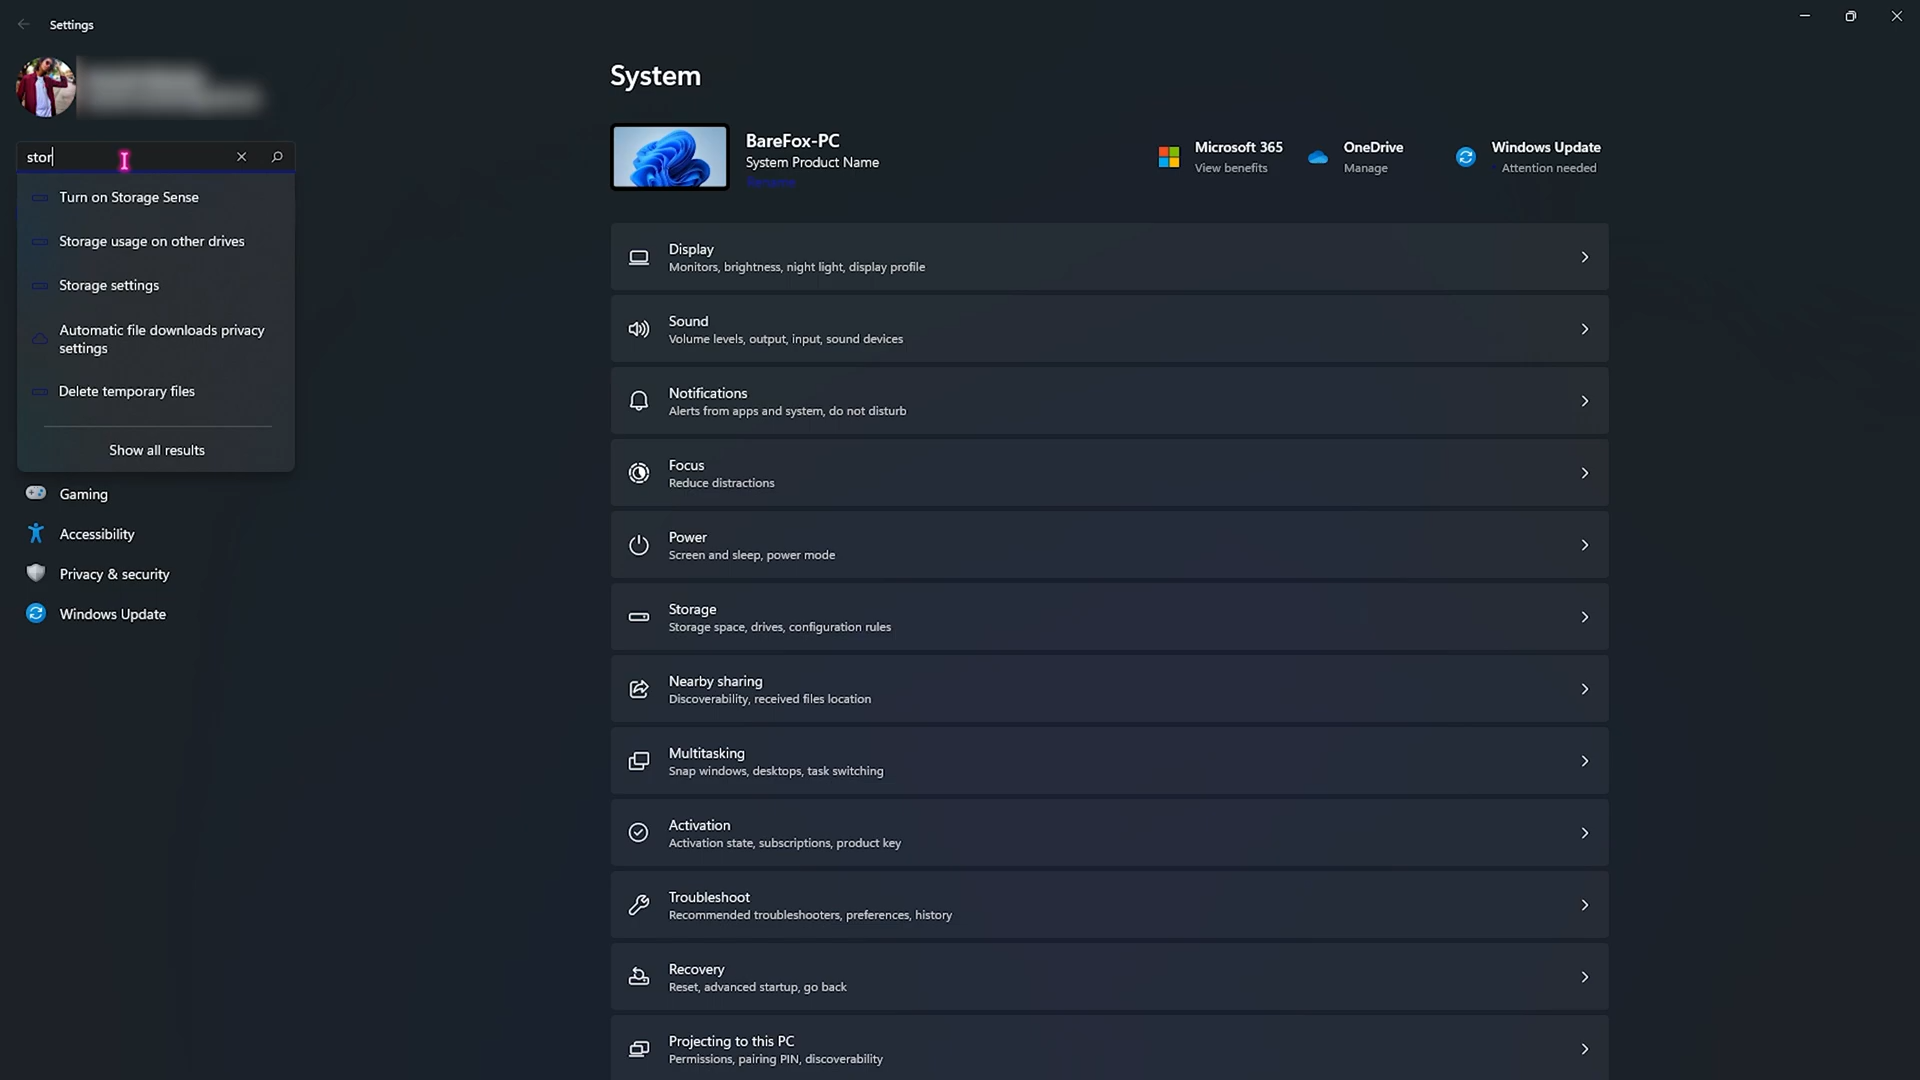 Settings
stor
Turn on Storage Sense
Storage usage on other drives
Storage settings
Automatic file downloads privacy
settings
Delete temporary files
Show all results
Gaming
Accessibility
Privacy & security
Windows Update
System
BareFox-PC
System Product Name
Rename
Microsoft 365
View benefits
OneDrive
Manage
Windows Update
Attention needed
Display
Monitors, brightness, night light, display profile
Sound
Volume levels, output, input, sound devices
Notifications
Alerts from apps and system, do not disturb
Focus
Reduce distractions
Power
Screen and sleep, power mode
Storage
Storage space, drives, configuration rules
Nearby sharing
Discoverability, received files location
Multitasking
Snap windows, desktops, task switching
Activation
Activation state, subscriptions, product key
Troubleshoot
Recommended troubleshooters, preferences, history
Recovery
Reset, advanced startup, go back
Projecting to this PC
Permissions, pairing PIN, discoverability